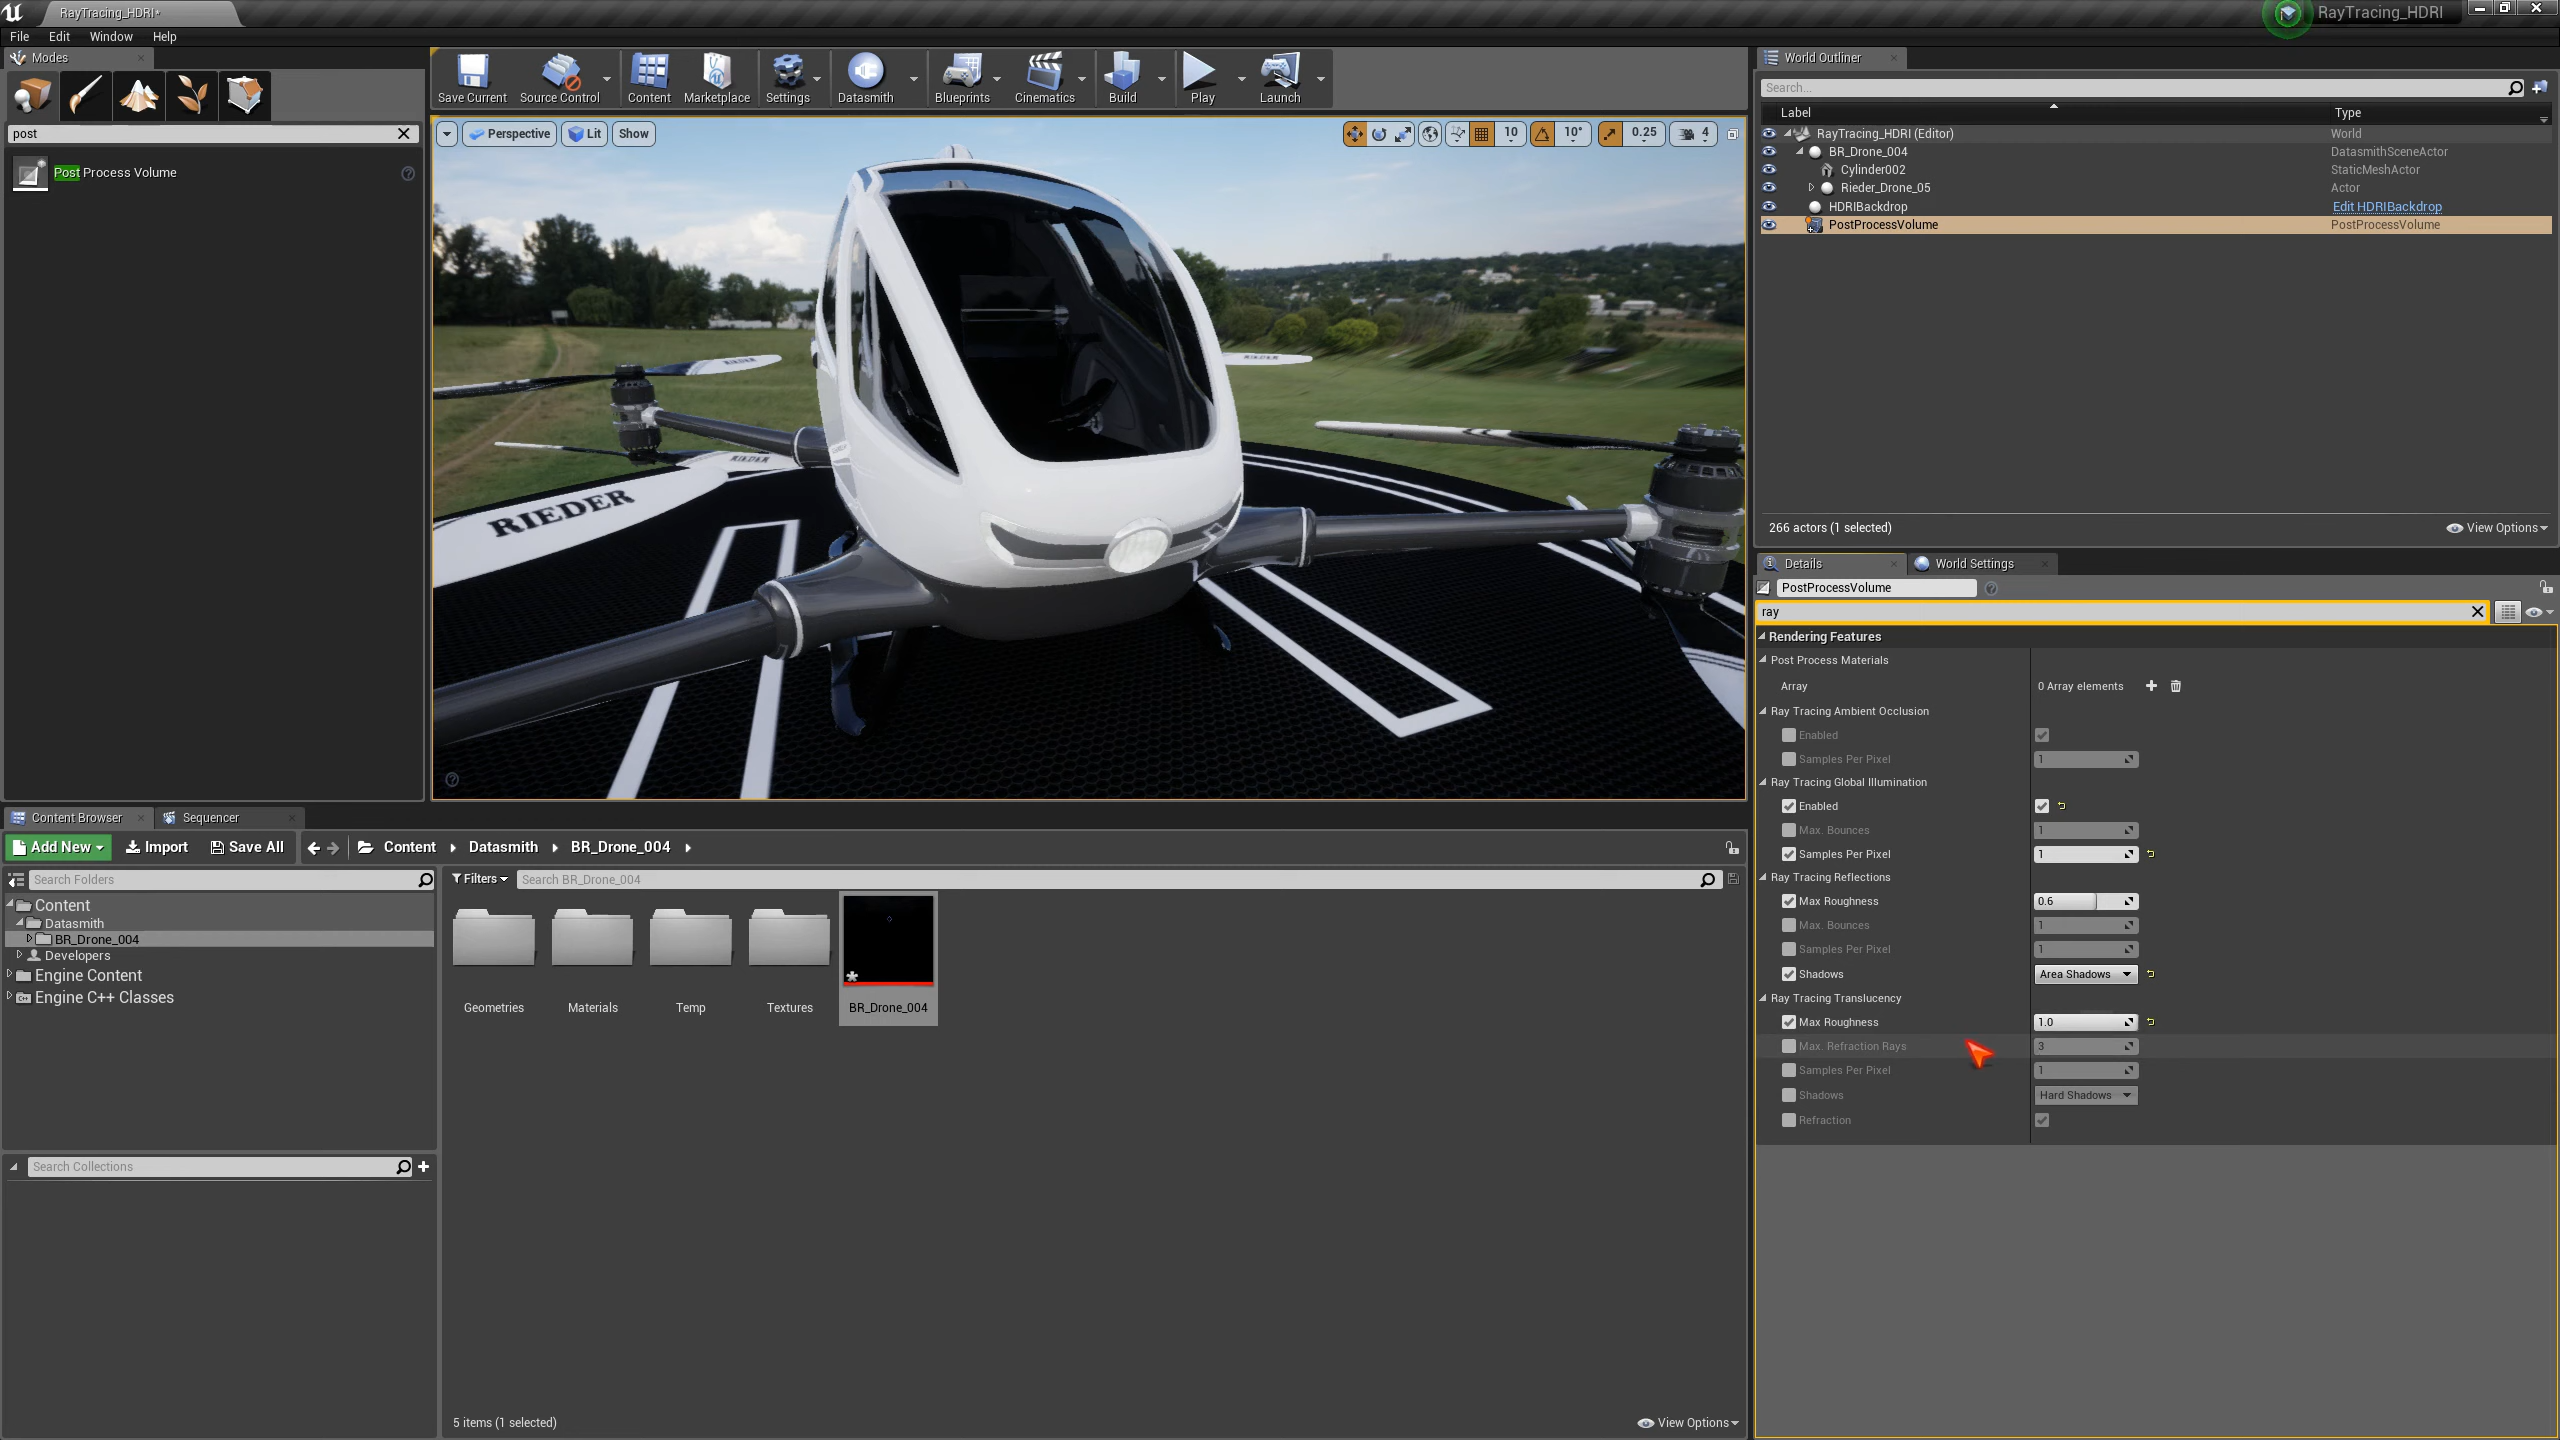 RayTracing_HDRI*
RayTracing_HDRI
File Edit Window Help
Modes
post
Post Process Volume
Save Current Source Control Content Marketplace Settings Datasmith Blueprints Cinematics Build Play Launch
Perspective Lit Show
10 10° 0.25 4
RIEDER
RIEDER
RIEDER
RIEDER
World Outliner
Search...
Label Type
RayTracing_HDRI (Editor) World
BR_Drone_004 DatasmithSceneActor
Cylinder002 StaticMeshActor
Rieder_Drone_05 Actor
HDRIBackdrop Edit HDRIBackdrop
PostProcessVolume PostProcessVolume
266 actors (1 selected) View Options
Details World Settings
PostProcessVolume
ray
Rendering Features
Post Process Materials
Array 0 Array elements
Ray Tracing Ambient Occlusion
Enabled
Samples Per Pixel 1
Ray Tracing Global Illumination
Enabled
Max. Bounces 1
Samples Per Pixel 1
Ray Tracing Reflections
Max Roughness 0.6
Max. Bounces 1
Samples Per Pixel 1
Shadows Area Shadows
Ray Tracing Translucency
Max Roughness 1.0
Max. Refraction Rays 3
Samples Per Pixel 1
Shadows Hard Shadows
Refraction
Content Browser Sequencer
Add New Import Save All Content Datasmith BR_Drone_004
Search Folders
Filters Search BR_Drone_004
Content
Datasmith
BR_Drone_004
Developers
Engine Content
Engine C++ Classes
Geometries Materials Temp Textures BR_Drone_004
Search Collections
5 items (1 selected) View Options